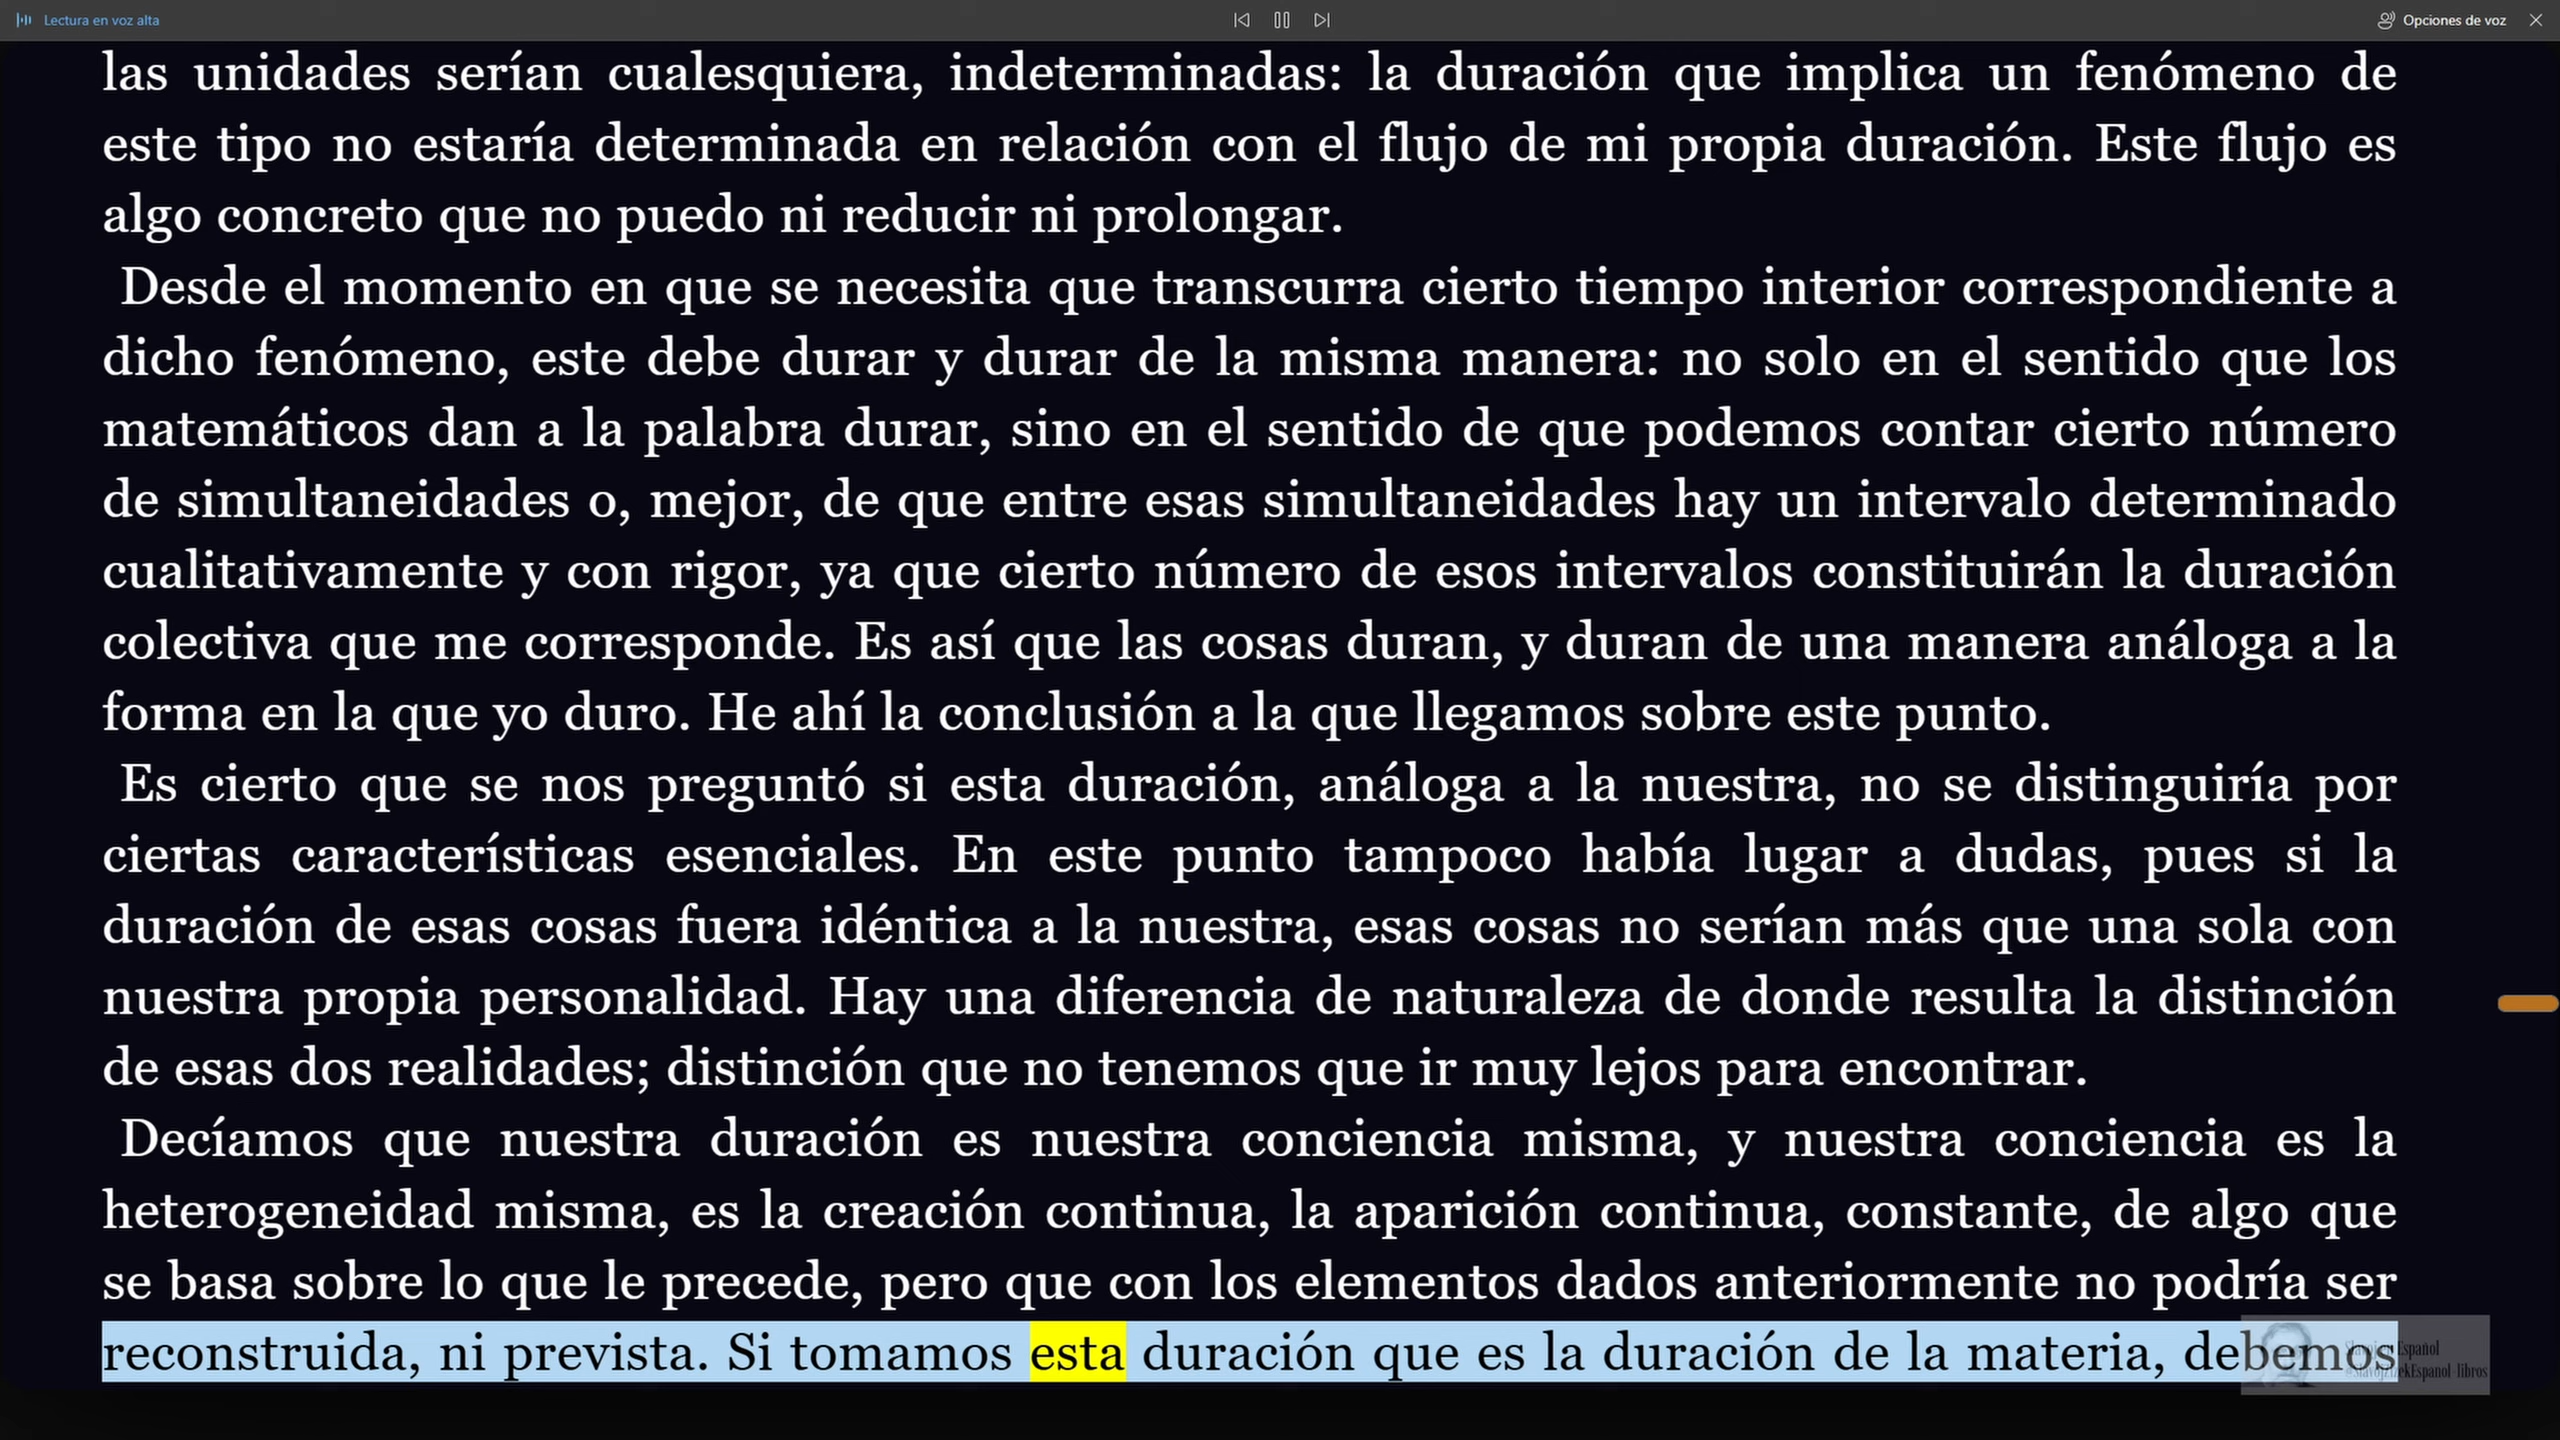 Lectura en voz alta
Opciones de voz
las unidades serían cualesquiera, indeterminadas: la duración que implica un fenómeno de
este tipo no estaría determinada en relación con el flujo de mi propia duración. Este flujo es
algo concreto que no puedo ni reducir ni prolongar.
Desde el momento en que se necesita que transcurra cierto tiempo interior correspondiente a
dicho fenómeno, este debe durar y durar de la misma manera: no solo en el sentido que los
matemáticos dan a la palabra durar, sino en el sentido de que podemos contar cierto número
de simultaneidades o, mejor, de que entre esas simultaneidades hay un intervalo determinado
cualitativamente y con rigor, ya que cierto número de esos intervalos constituirán la duración
colectiva que me corresponde. Es así que las cosas duran, y duran de una manera análoga a la
forma en la que yo duro. He ahí la conclusión a la que llegamos sobre este punto.
Es cierto que se nos preguntó si esta duración, análoga a la nuestra, no se distinguiría por
ciertas características esenciales. En este punto tampoco había lugar a dudas, pues si la
duración de esas cosas fuera idéntica a la nuestra, esas cosas no serían más que una sola con
nuestra propia personalidad. Hay una diferencia de naturaleza de donde resulta la distinción
de esas dos realidades; distinción que no tenemos que ir muy lejos para encontrar.
Decíamos que nuestra duración es nuestra conciencia misma, y nuestra conciencia es la
heterogeneidad misma, es la creación continua, la aparición continua, constante, de algo que
se basa sobre lo que le precede, pero que con los elementos dados anteriormente no podría ser
reconstruida, ni prevista. Si tomamos esta duración que es la duración de la materia, debemos
Español